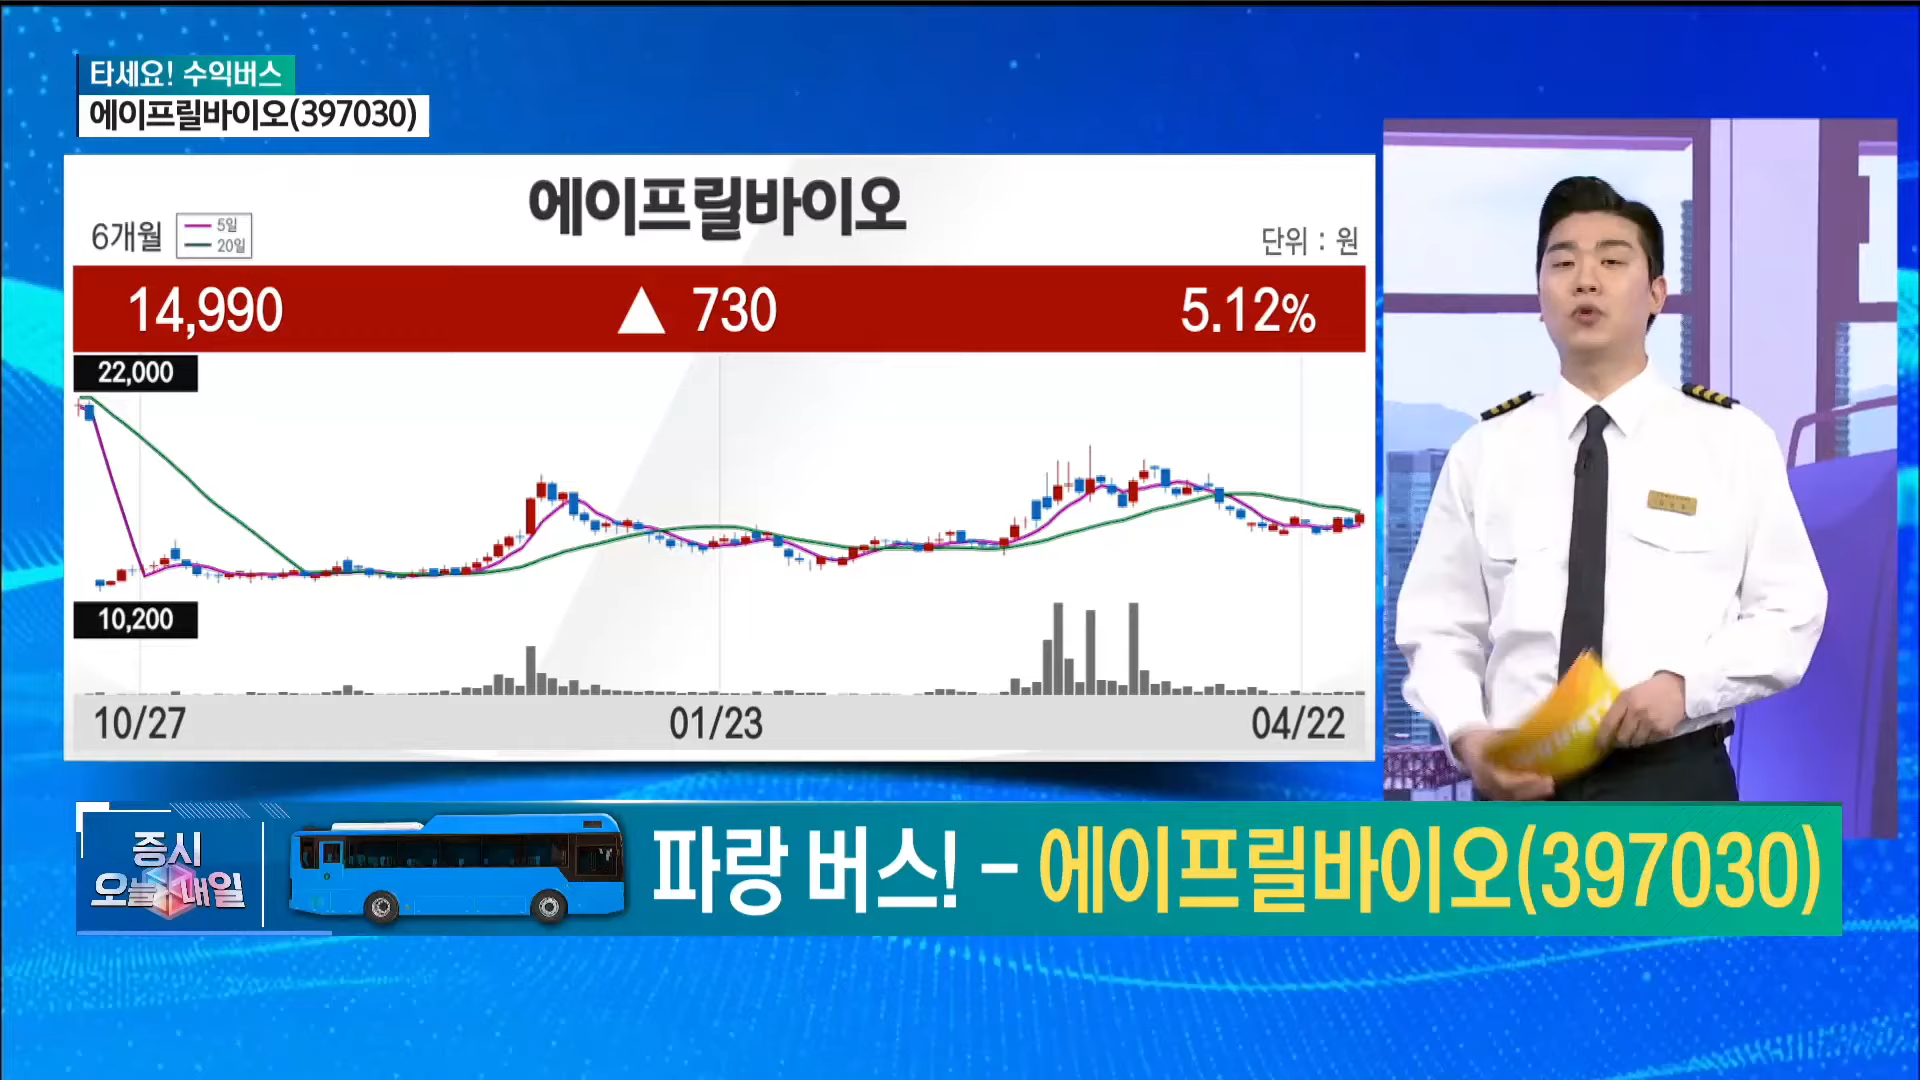 타세요! 수익버스
에이프릴바이오(397030)
에이프릴바이오
6개월
5일
20일
단위 : 원
14,990 ▲ 730 5.12%
22,000
10,200
10/27 01/23 04/22
증시
오늘 매일
파랑 버스! - 에이프릴바이오(397030)